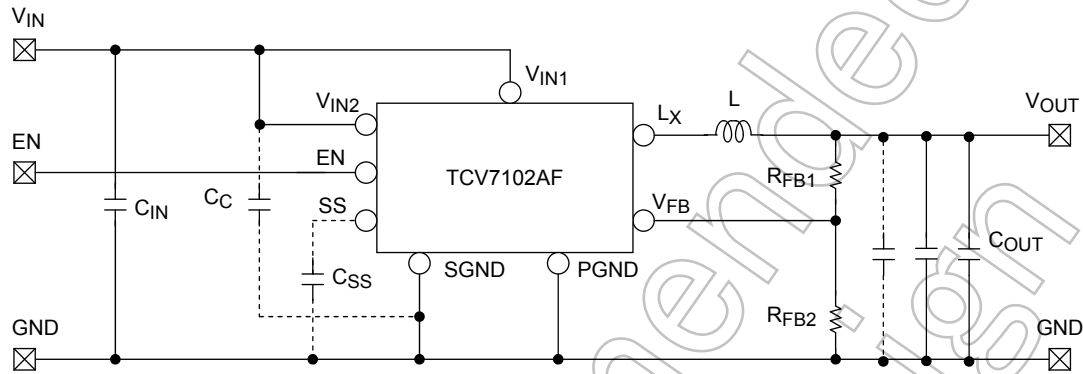 VIN
VIN1
VIN2
LX
L
VOUT
EN
EN
TCV7102AF
RFB1
CIN
CC
SS
VFB
CSS
SGND
PGND
COUT
RFB2
GND
GND